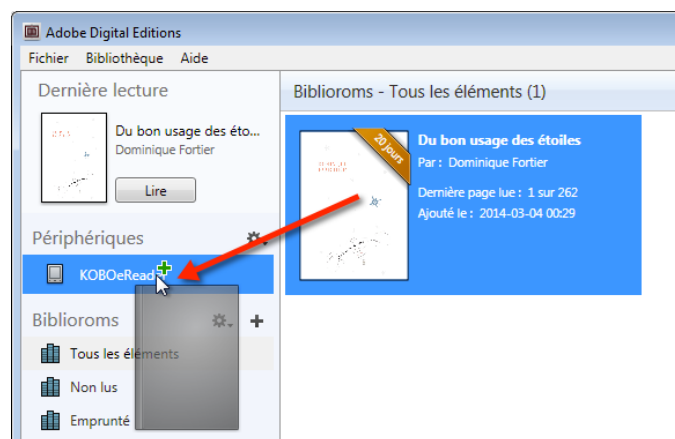 Adobe Digital Editions
Fichier Bibliothèque Aide
Dernière lecture
Du bon usage des éto...
Dominique Fortier
Lire
Périphériques
KOBOeReader
Biblioroms
Tous les éléments
Non lus
Emprunté
Biblioroms - Tous les éléments (1)
20 jours
Du bon usage des étoiles
Par : Dominique Fortier
Dernière page lue : 1 sur 262
Ajouté le : 2014-03-04 00:29